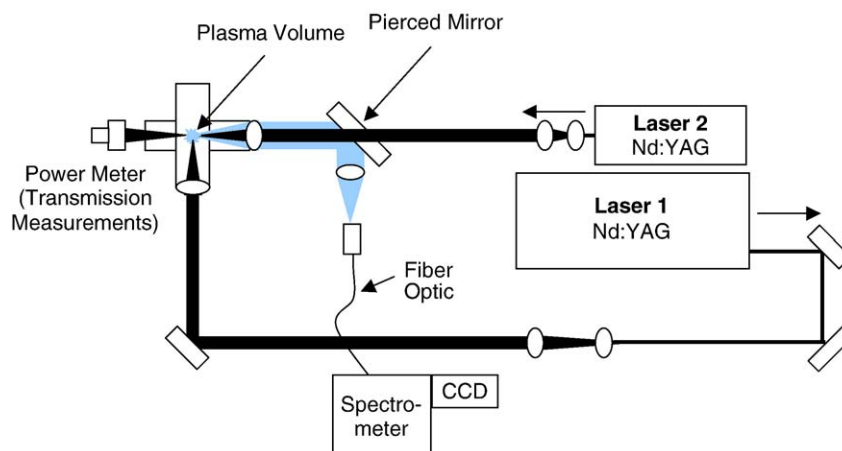 Plasma Volume
Pierced Mirror
Laser 2
Nd:YAG
Power Meter
(Transmission
Measurements)
Laser 1
Nd:YAG
Fiber
Optic
CCD
Spectro-
meter